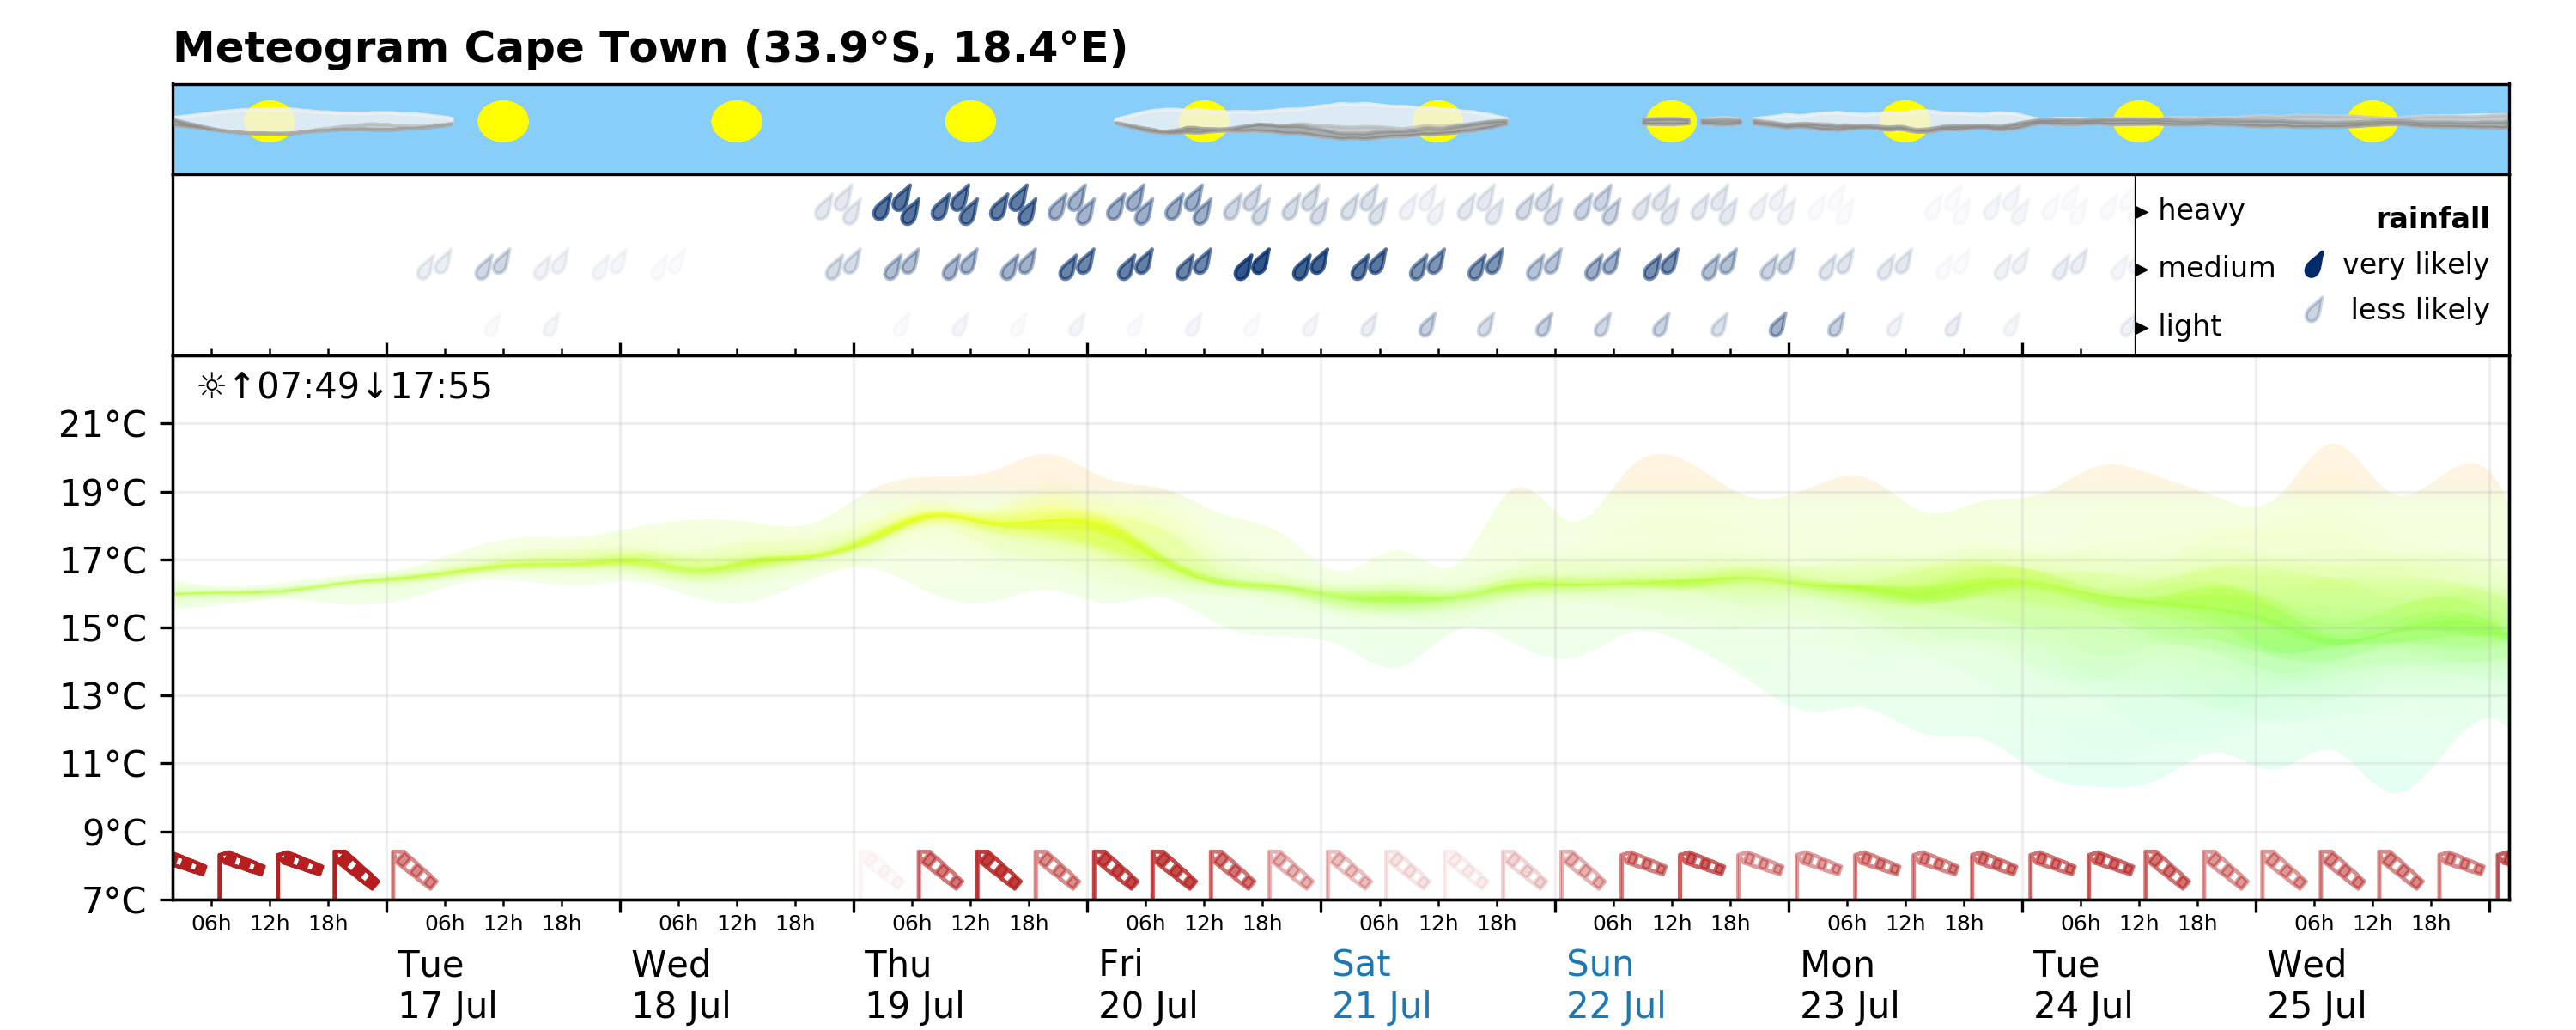 Meteogram Cape Town (33.9°S, 18.4°E)
▸ heavy
rainfall
▸ medium
very likely
less likely
▸ light
☼↑07:49↓17:55
21°C
19°C
17°C
15°C
13°C
11°C
9°C
7°C
06h 12h 18h 06h 12h 18h 06h 12h 18h 06h 12h 18h 06h 12h 18h 06h 12h 18h 06h 12h 18h 06h 12h 18h 06h 12h 18h 06h 12h 18h
Tue Wed Thu Fri Sat Sun Mon Tue Wed
17 Jul 18 Jul 19 Jul 20 Jul 21 Jul 22 Jul 23 Jul 24 Jul 25 Jul